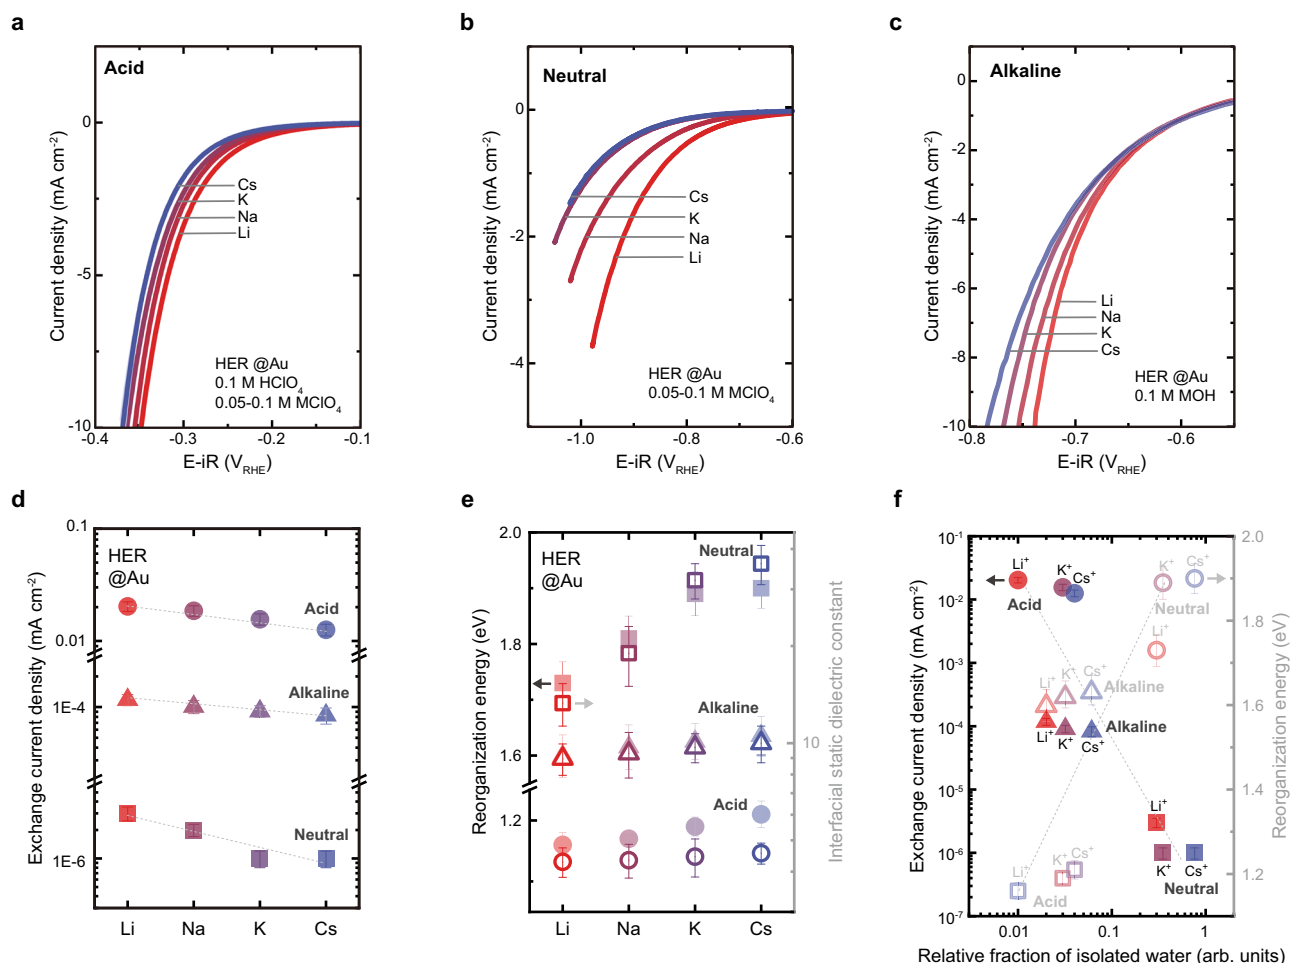 a
Acid
Current density (mA cm-2)
0
-5
-10
-0.4
-0.3
-0.2
-0.1
E-iR (VRHE)
Cs
K
Na
Li
HER @Au
0.1 M HClO4
0.05-0.1 M MClO4
b
Neutral
Current density (mA cm-2)
0
-2
-4
-1.0
-0.8
-0.6
E-iR (VRHE)
Cs
K
Na
Li
HER @Au
0.05-0.1 M MClO4
c
Alkaline
Current density (mA cm-2)
0
-2
-4
-6
-8
-10
-0.8
-0.7
-0.6
E-iR (VRHE)
Li
Na
K
Cs
HER @Au
0.1 M MOH
d
HER
@Au
Exchange current density (mA cm-2)
0.1
0.01
1E-4
1E-6
Acid
Alkaline
Neutral
Li
Na
K
Cs
e
HER
@Au
Reorganization energy (eV)
2.0
1.8
1.6
1.2
Neutral
Alkaline
Acid
10
Interfacial static dielectric constant
Li
Na
K
Cs
f
Exchange current density (mA cm-2)
10-1
10-2
10-3
10-4
10-5
10-6
10-7
Li+
K+
Cs+
Acid
K+
Cs+
Neutral
Li+
Li+
K+
Cs+
Alkaline
Li+
K+
Cs+
Alkaline
Li+
K+
Cs+
Neutral
Li+
K+
Cs+
Acid
2.0
1.8
1.6
1.4
1.2
Reorganization energy (eV)
0.01
0.1
1
Relative fraction of isolated water (arb. units)